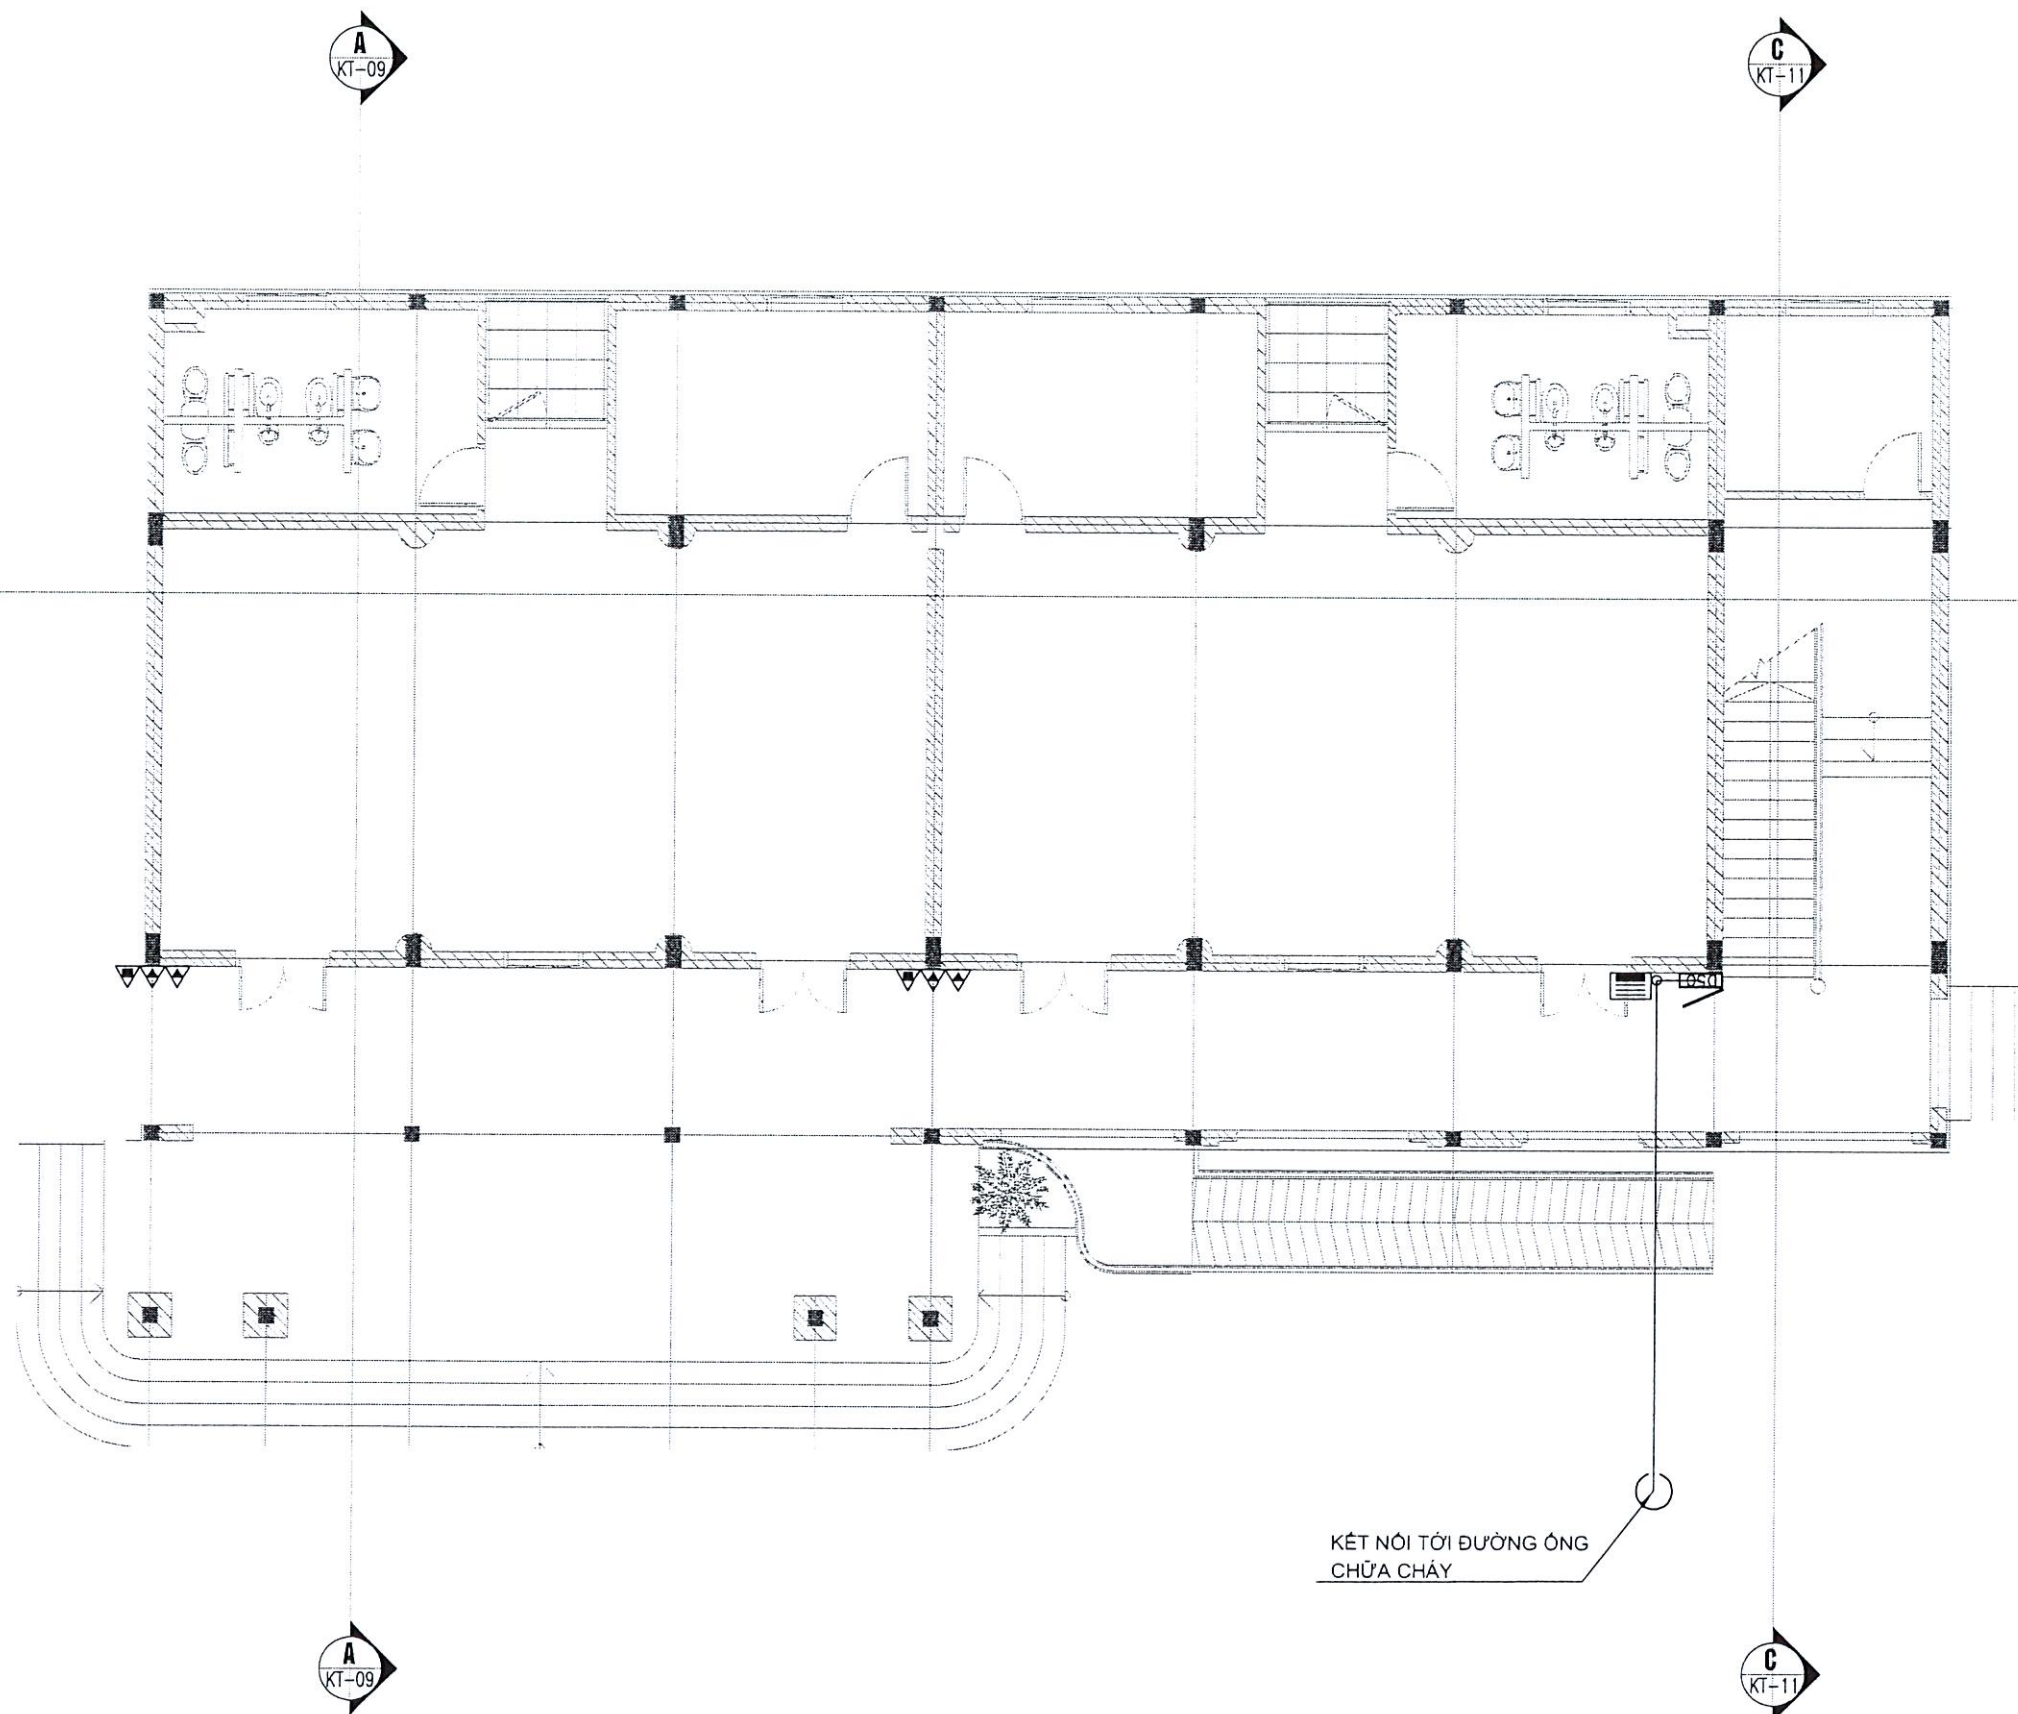 A
KT-09
C
KT-11
D50
KẾT NỐI TỚI ĐƯỜNG ỐNG
CHỮA CHÁY
A
KT-09
C
KT-11